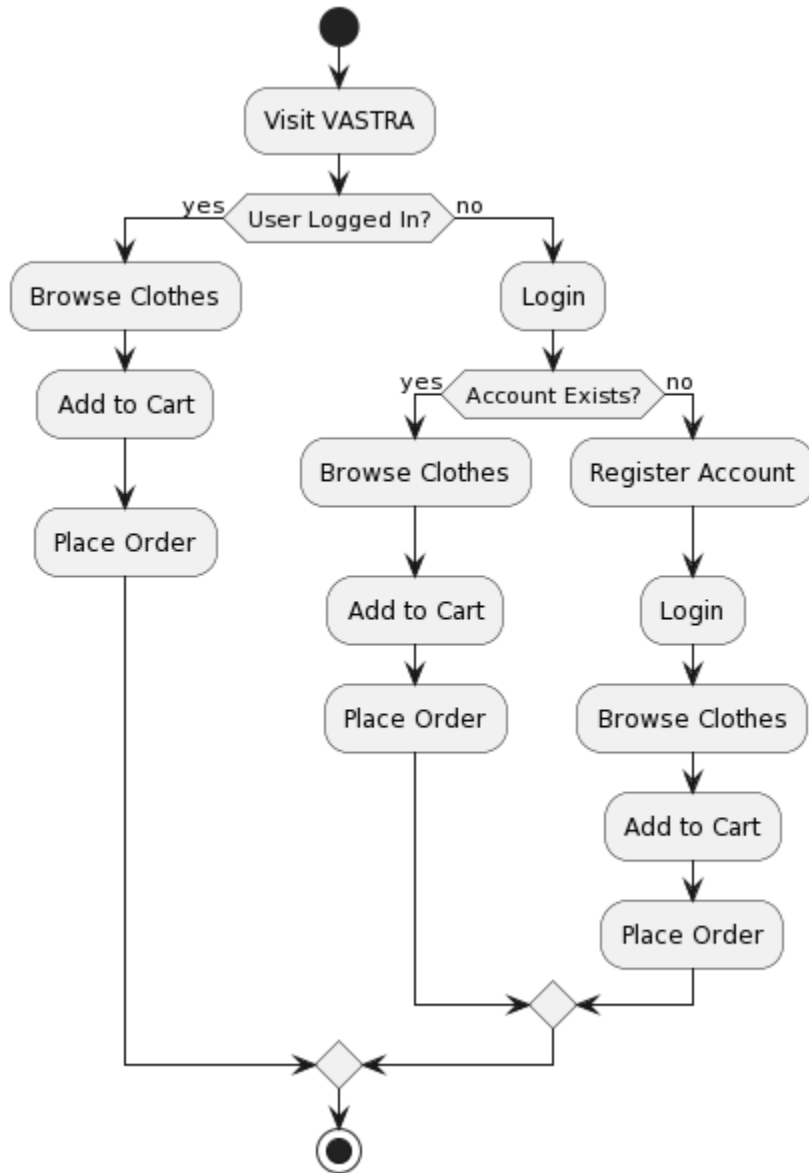 Visit VASTRA
yes
User Logged In?
no
Browse Clothes
Add to Cart
Place Order
Login
yes
Account Exists?
no
Browse Clothes
Add to Cart
Place Order
Register Account
Login
Browse Clothes
Add to Cart
Place Order